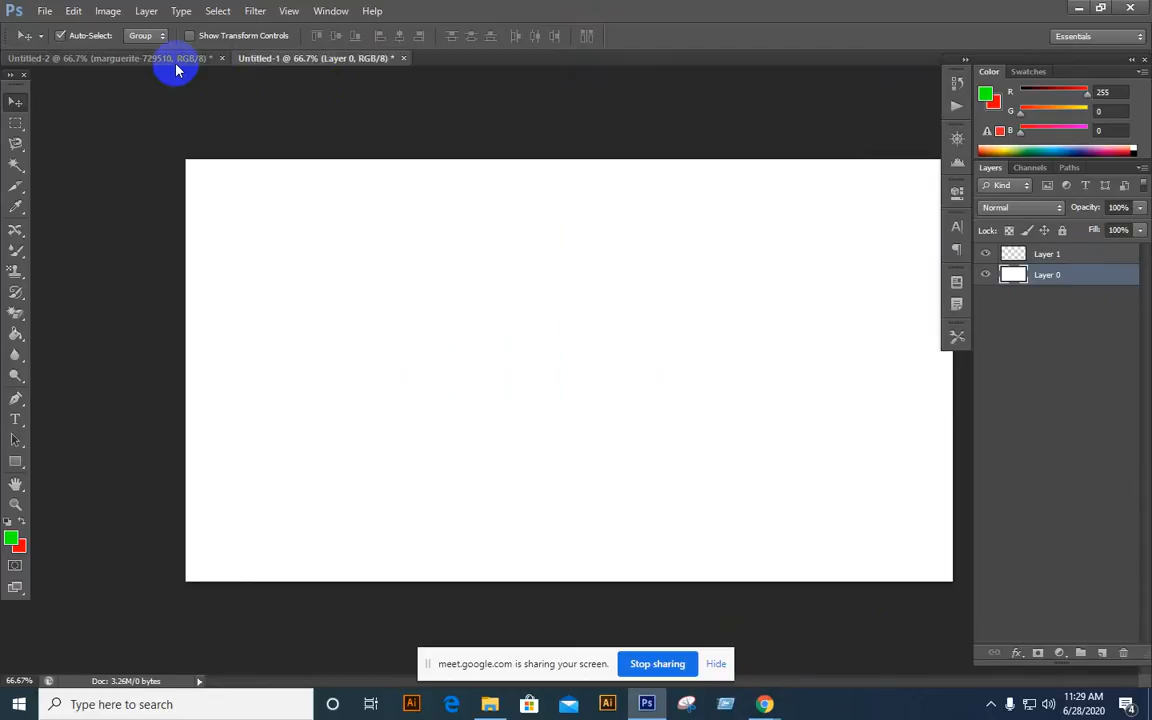 Ps File Edit Image Layer Type Select Filter View Window Help
Auto-Select: Group Show Transform Controls Essentials
Untitled-2 @ 66.7% (marguerite-729510, RGB/8) * × Untitled-1 @ 66.7% (Layer 0, RGB/8) * ×
Color Swatches
R 255
G 0
B 0
Layers Channels Paths
Kind
Normal Opacity: 100%
Lock: Fill: 100%
Layer 1
Layer 0
meet.google.com is sharing your screen. Stop sharing Hide
66.67% Doc: 3.26M/0 bytes
Type here to search
11:29 AM
6/28/2020
4